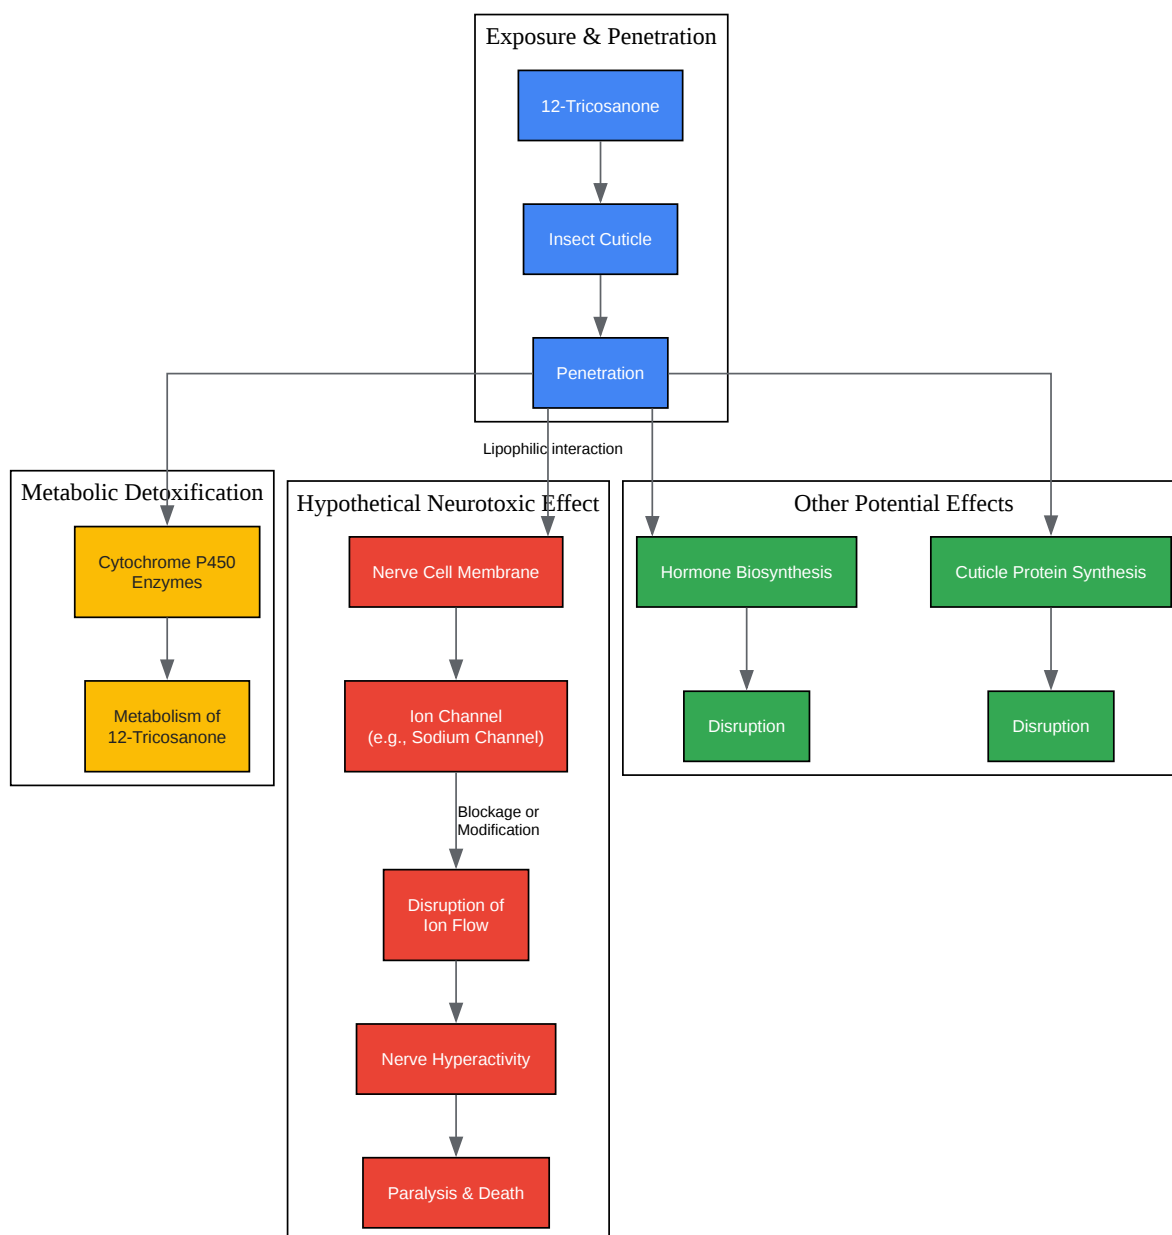 Exposure & Penetration
12-Tricosanone
Insect Cuticle
Penetration
Lipophilic interaction
Metabolic Detoxification
Cytochrome P450
Enzymes
Metabolism of
12-Tricosanone
Hypothetical Neurotoxic Effect
Nerve Cell Membrane
Ion Channel
(e.g., Sodium Channel)
Blockage or
Modification
Disruption of
Ion Flow
Nerve Hyperactivity
Paralysis & Death
Other Potential Effects
Hormone Biosynthesis
Disruption
Cuticle Protein Synthesis
Disruption